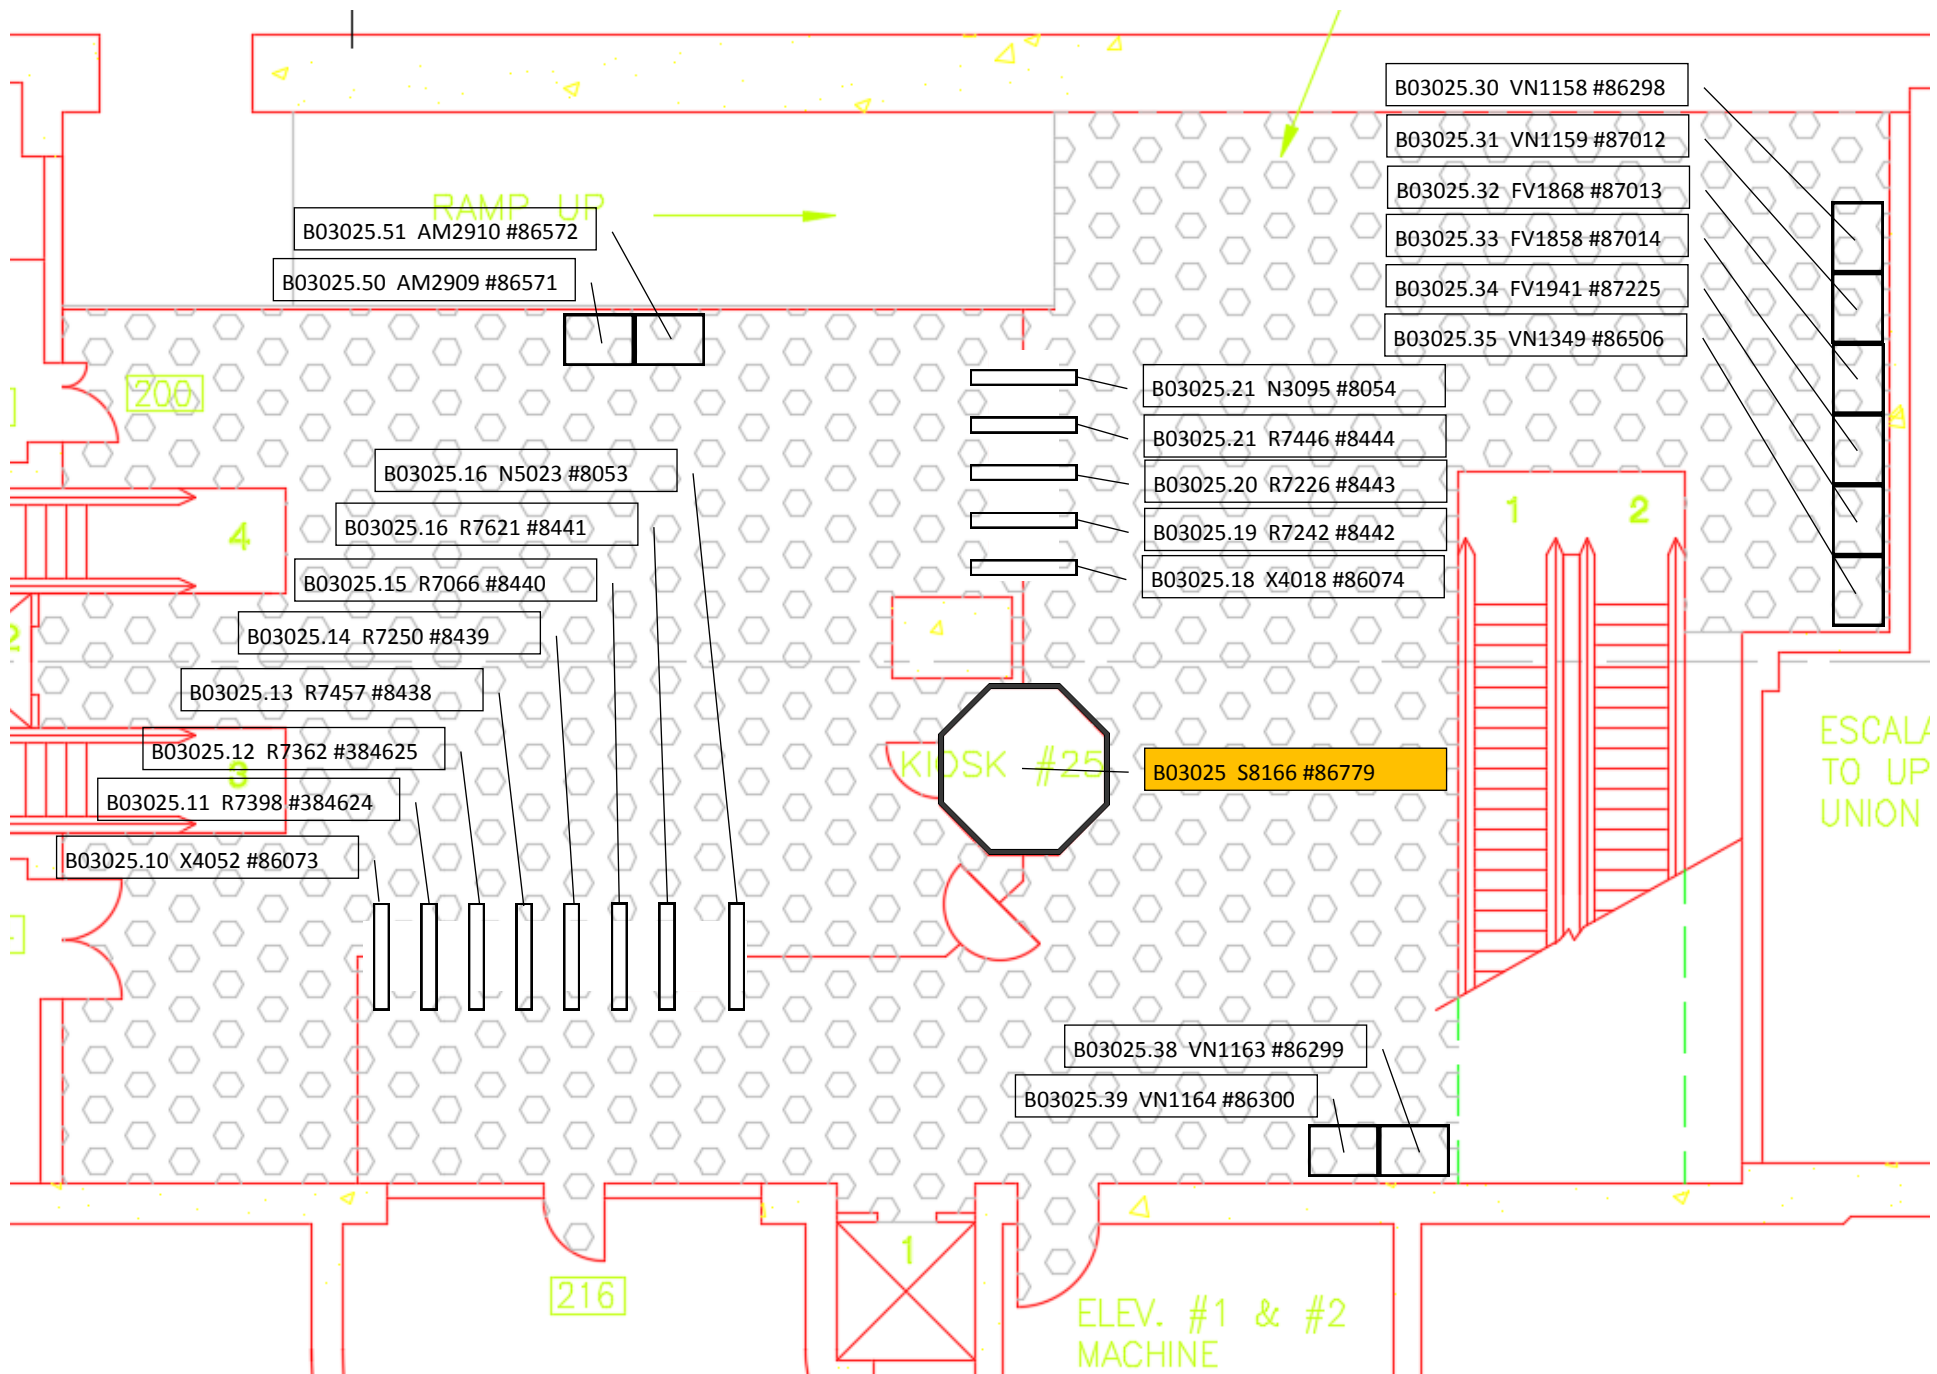 B03025.30 VN1158 #86298
B03025.31 VN1159 #87012
B03025.32 FV1868 #87013
RAMP UP
B03025.51 AM2910 #86572
B03025.33 FV1858 #87014
B03025.50 AM2909 #86571
B03025.34 FV1941 #87225
B03025.35 VN1349 #86506
200
B03025.21 N3095 #8054
B03025.21 R7446 #8444
B03025.16 N5023 #8053
B03025.20 R7226 #8443
1
2
B03025.16 R7621 #8441
4
B03025.19 R7242 #8442
B03025.15 R7066 #8440
B03025.18 X4018 #86074
B03025.14 R7250 #8439
B03025.13 R7457 #8438
B03025.12 R7362 #384625
3
KIOSK #25
B03025 S8166 #86779
ESCALA
TO UP
UNION
B03025.11 R7398 #384624
B03025.10 X4052 #86073
B03025.38 VN1163 #86299
B03025.39 VN1164 #86300
1
216
ELEV. #1 & #2
MACHINE